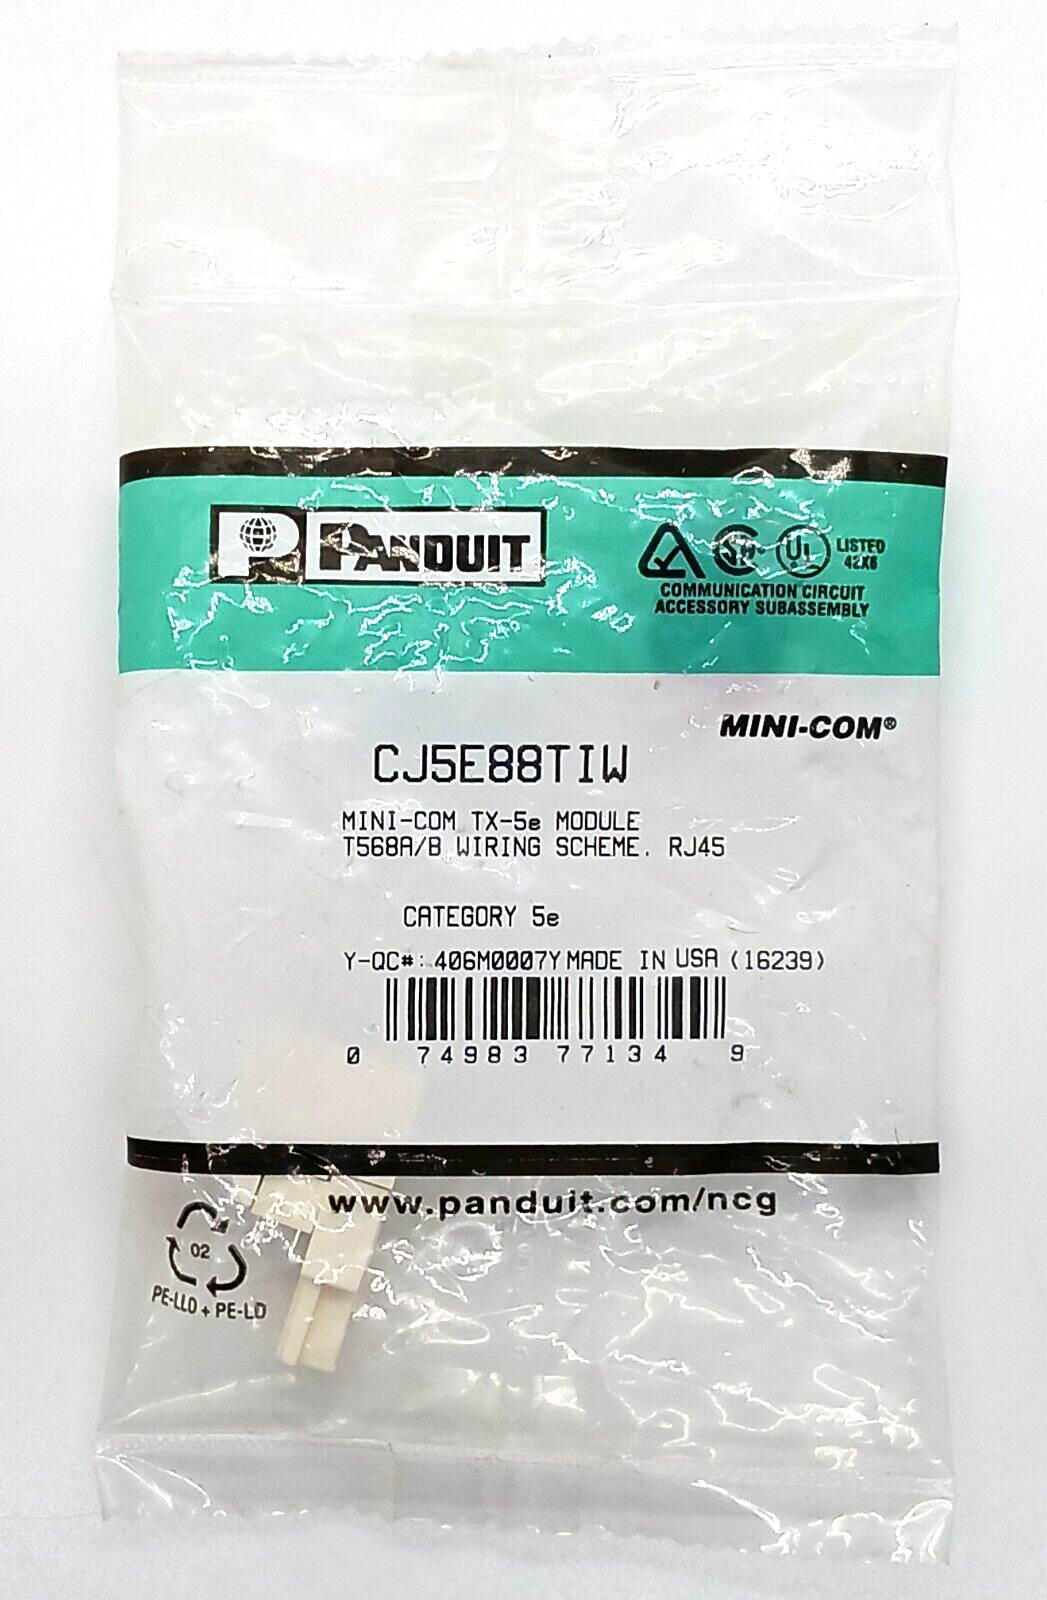 P PANDUIT
UL LISTED
42X6
COMMUNICATION CIRCUIT
ACCESSORY SUBASSEMBLY
MINI-COM®
CJ5E88TIW
MINI-COM TX-5e MODULE
T568A/B WIRING SCHEME. RJ45
CATEGORY 5e
Y-QC#: 406M0007Y MADE IN USA (16239)
0 74983 77134 9
www.panduit.com/ncg
02
PE-LLD + PE-LD